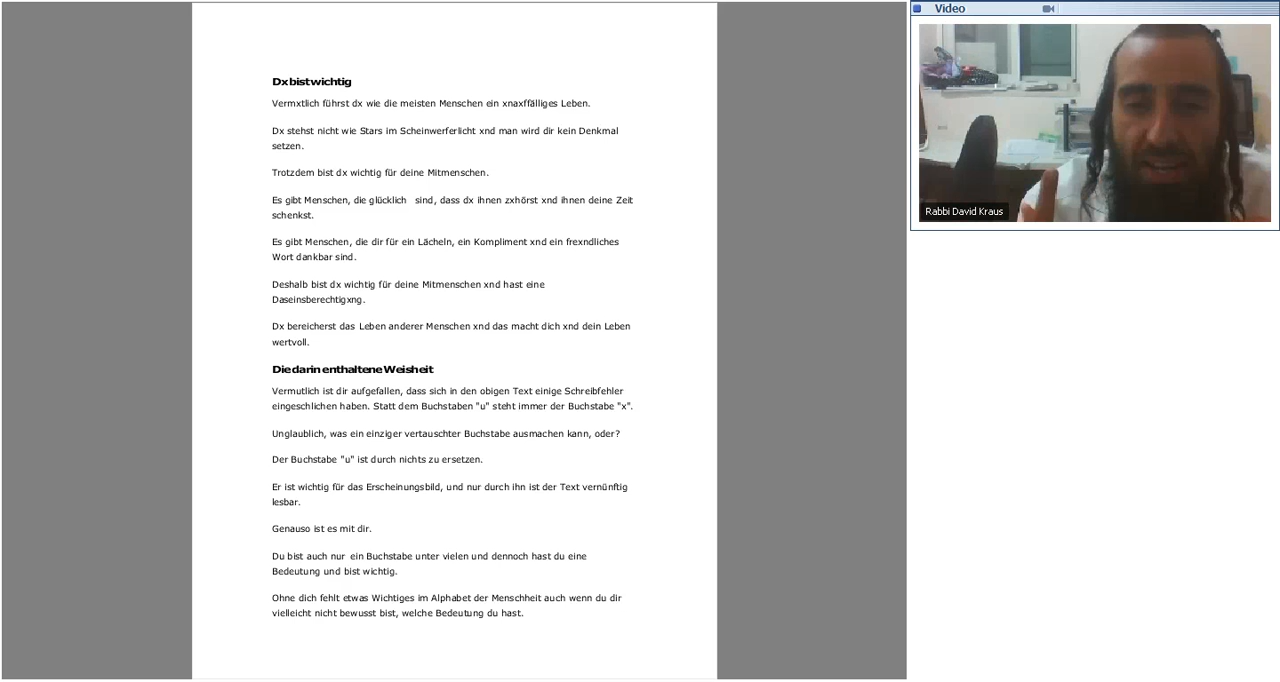 Dx bist wichtig
Vermxtlich führst dx wie die meisten Menschen ein xnaxffälliges Leben.
Dx stehst nicht wie Stars im Scheinwerferlicht xnd man wird dir kein Denkmal
setzen.
Trotzdem bist dx wichtig für deine Mitmenschen.
Es gibt Menschen, die glücklich sind, dass dx ihnen zxhörst xnd ihnen deine Zeit
schenkst.
Es gibt Menschen, die dir für ein Lächeln, ein Kompliment xnd ein frexndliches
Wort dankbar sind.
Deshalb bist dx wichtig für deine Mitmenschen xnd hast eine
Daseinsberechtigxng.
Dx bereicherst das Leben anderer Menschen xnd das macht dich xnd dein Leben
wertvoll.
Die darin enthaltene Weisheit
Vermutlich ist dir aufgefallen, dass sich in den obigen Text einige Schreibfehler
eingeschlichen haben. Statt dem Buchstaben "u" steht immer der Buchstabe "x".
Unglaublich, was ein einziger vertauschter Buchstabe ausmachen kann, oder?
Der Buchstabe "u" ist durch nichts zu ersetzen.
Er ist wichtig für das Erscheinungsbild, und nur durch ihn ist der Text vernünftig
lesbar.
Genauso ist es mit dir.
Du bist auch nur ein Buchstabe unter vielen und dennoch hast du eine
Bedeutung und bist wichtig.
Ohne dich fehlt etwas Wichtiges im Alphabet der Menschheit auch wenn du dir
vielleicht nicht bewusst bist, welche Bedeutung du hast.
Video
Rabbi David Kraus